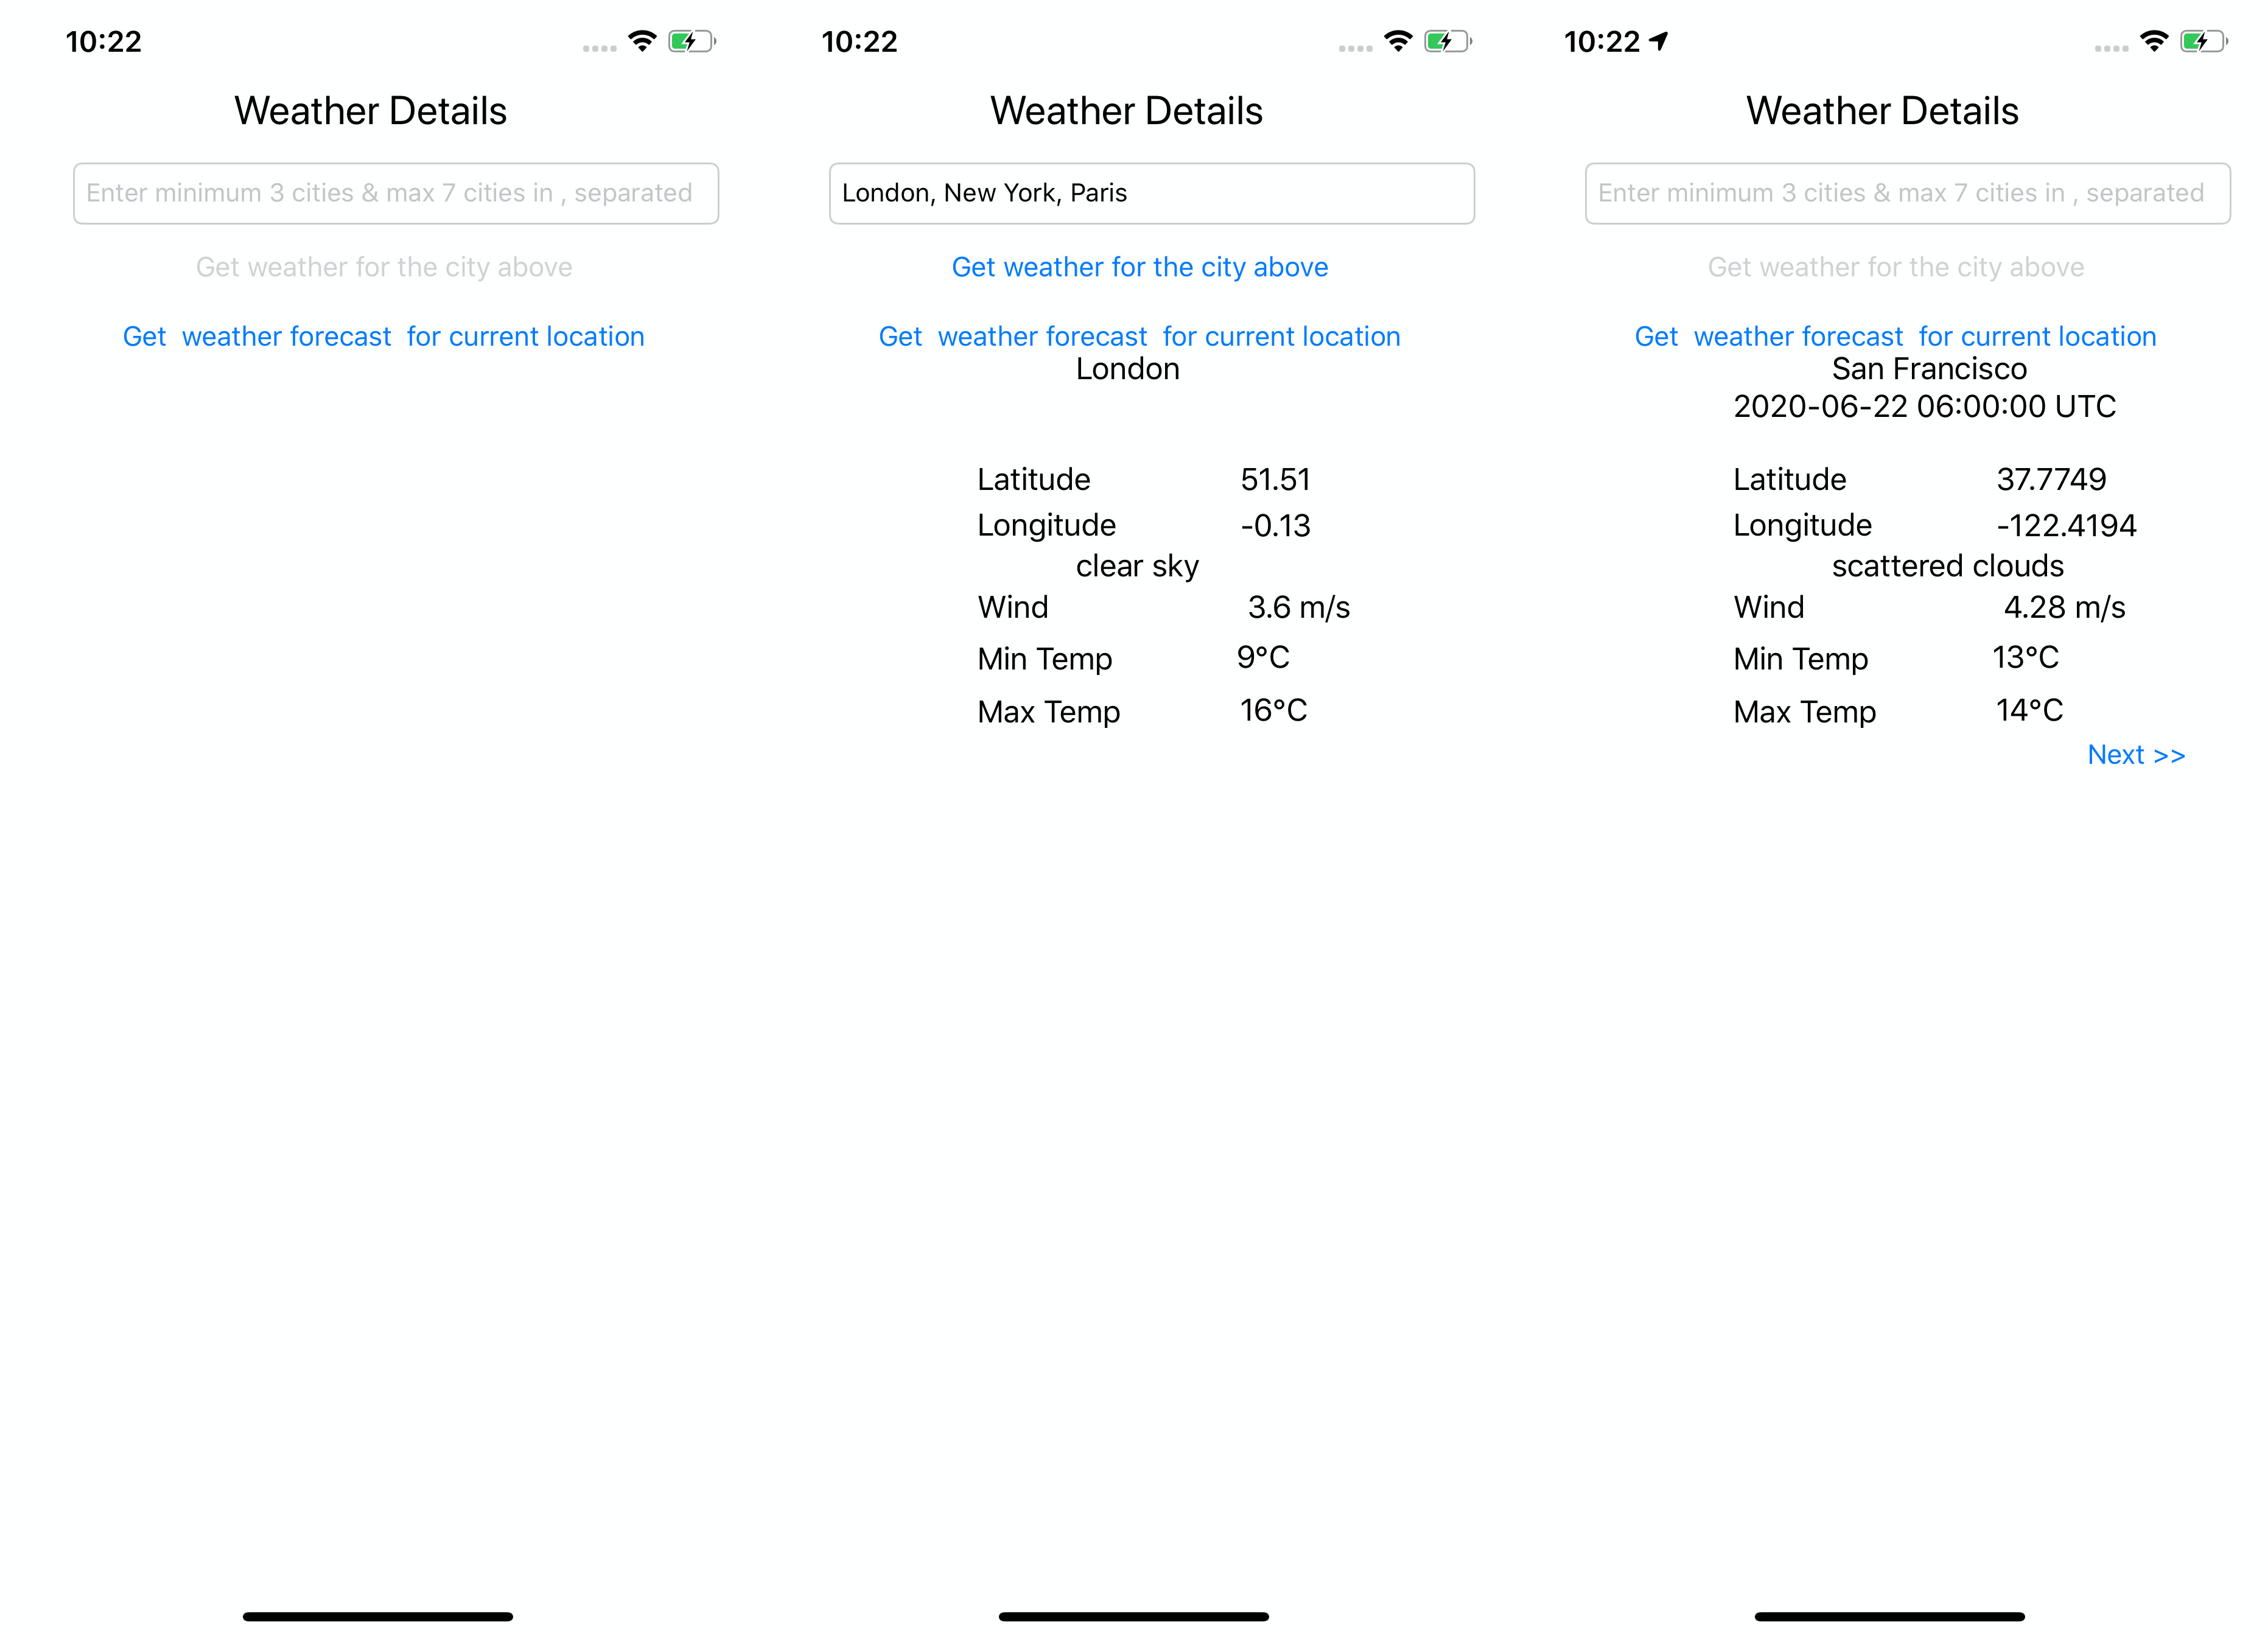 10:22
Weather Details
Enter minimum 3 cities & max 7 cities in , separated
Get weather for the city above
Get  weather forecast  for current location
10:22
Weather Details
London, New York, Paris
Get weather for the city above
Get  weather forecast  for current location
London
Latitude 51.51
Longitude -0.13
clear sky
Wind 3.6 m/s
Min Temp 9°C
Max Temp 16°C
10:22
Weather Details
Enter minimum 3 cities & max 7 cities in , separated
Get weather for the city above
Get  weather forecast  for current location
San Francisco
2020-06-22 06:00:00 UTC
Latitude 37.7749
Longitude -122.4194
scattered clouds
Wind 4.28 m/s
Min Temp 13°C
Max Temp 14°C
Next >>